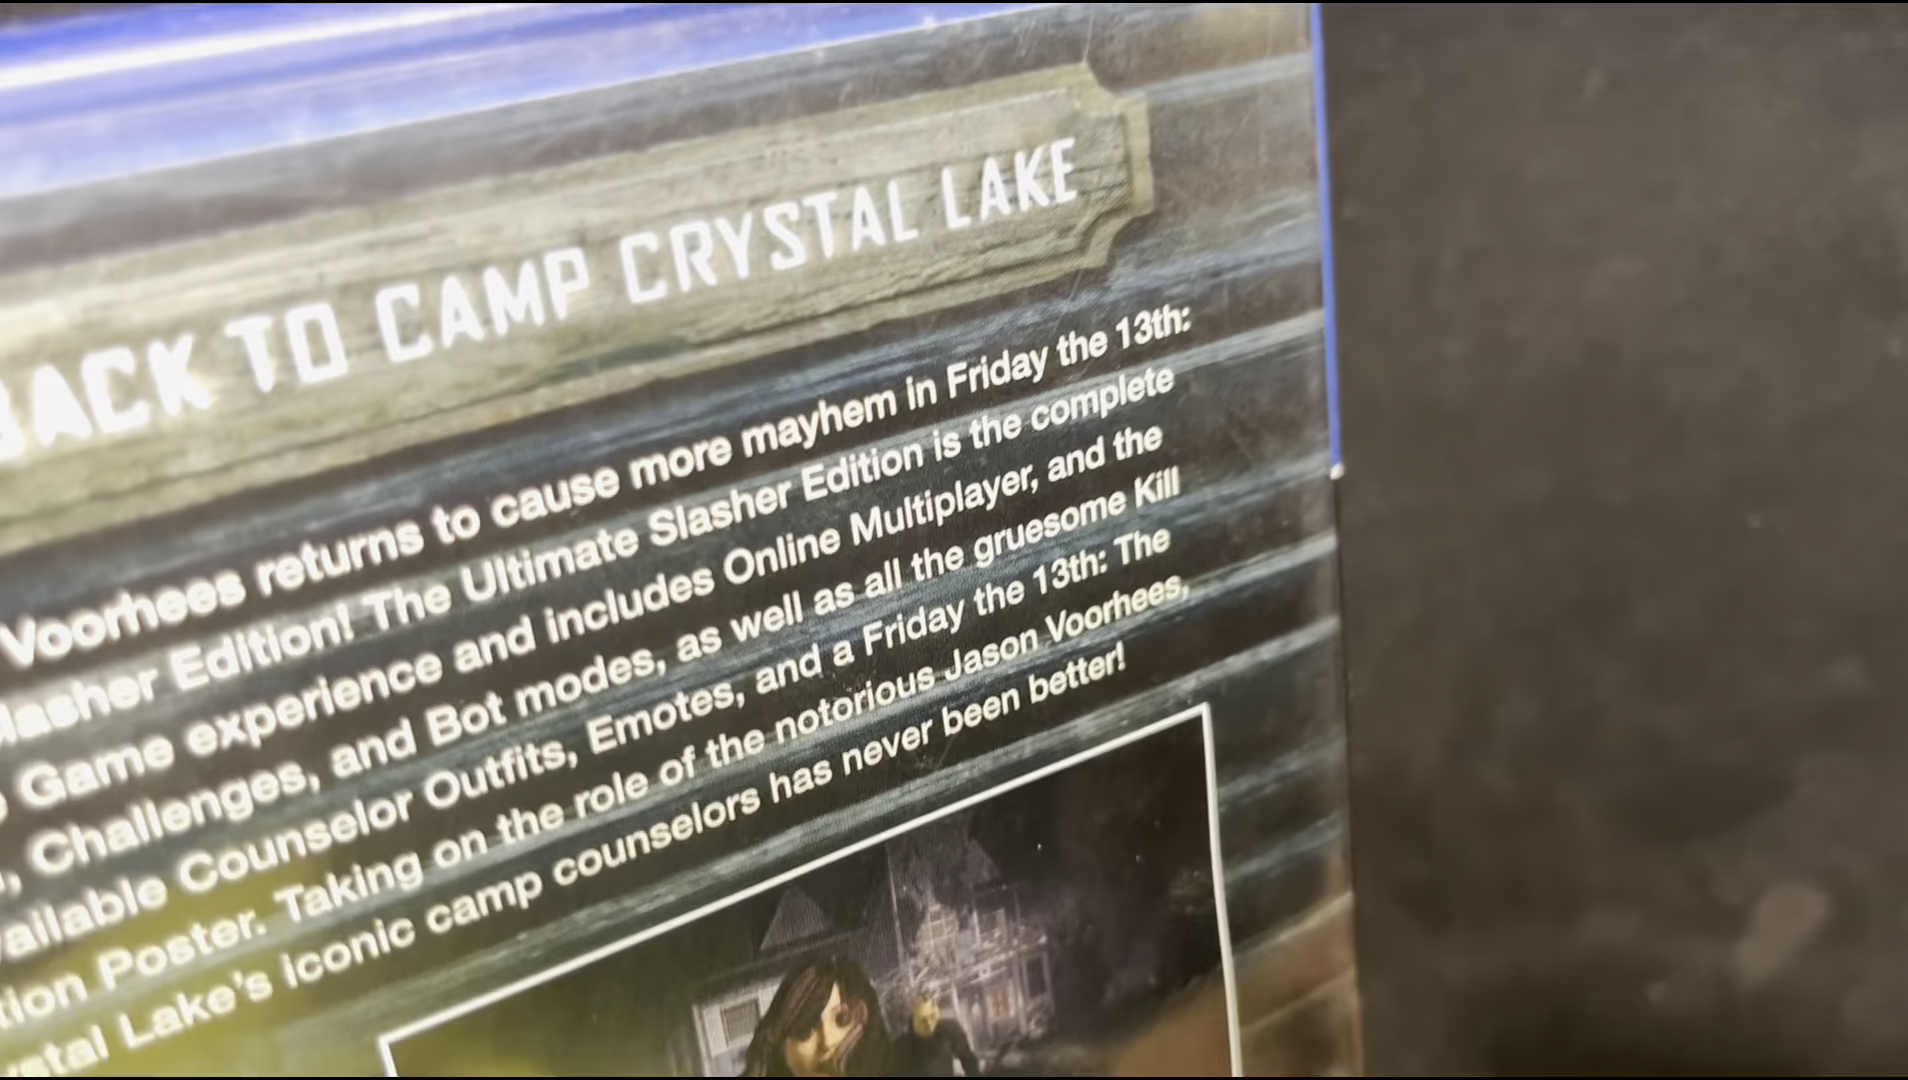 BACK TO CAMP CRYSTAL LAKE
Voorhees returns to cause more mayhem in Friday the 13th:
Slasher Edition! The Ultimate Slasher Edition is the complete
Game experience and includes Online Multiplayer, and the
Challenges, and Bot modes, as well as all the gruesome Kill
available Counselor Outfits, Emotes, and a Friday the 13th: The
Poster. Taking on the role of the notorious Jason Voorhees,
Crystal Lake's iconic camp counselors has never been better!